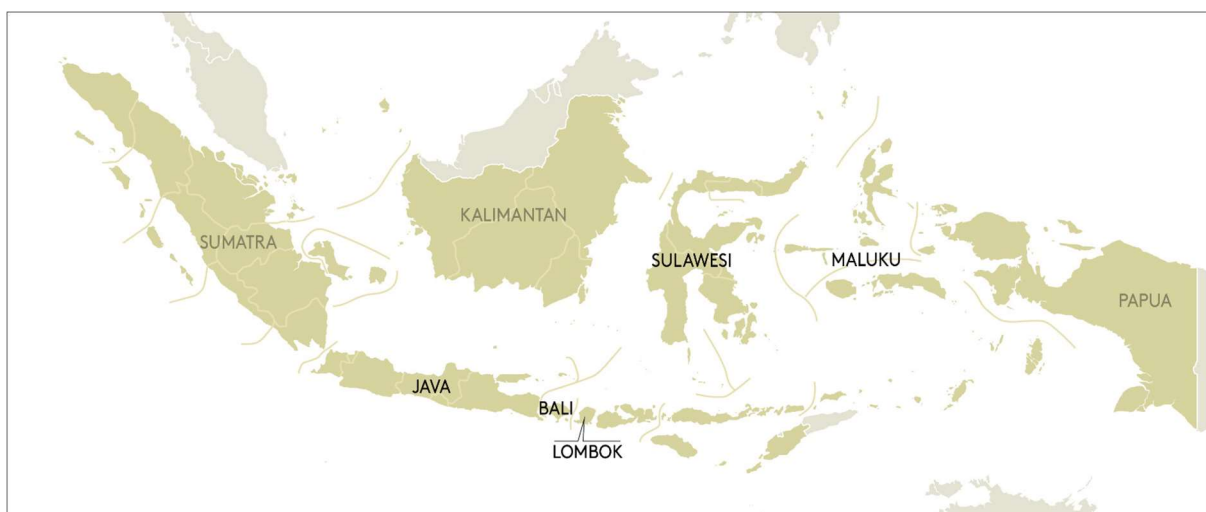 KALIMANTAN
SUMATRA
SULAWESI
MALUKU
PAPUA
JAVA
BALI
LOMBOK